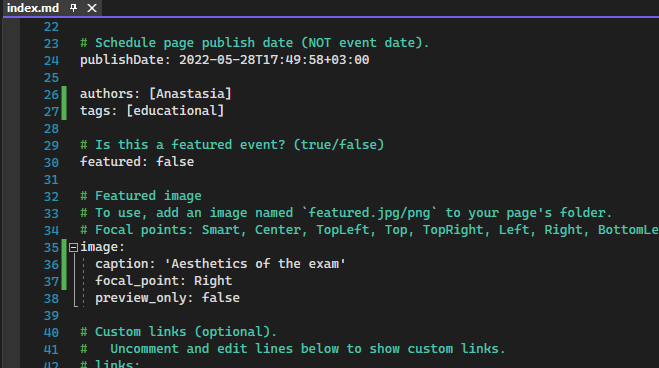 index.md
22
23 # Schedule page publish date (NOT event date).
24 publishDate: 2022-05-28T17:49:58+03:00
25
26 authors: [Anastasia]
27 tags: [educational]
28
29 # Is this a featured event? (true/false)
30 featured: false
31
32 # Featured image
33 # To use, add an image named `featured.jpg/png` to your page's folder.
34 # Focal points: Smart, Center, TopLeft, Top, TopRight, Left, Right, BottomLe
35 image:
36   caption: 'Aesthetics of the exam'
37   focal_point: Right
38   preview_only: false
39
40 # Custom links (optional).
41 #   Uncomment and edit lines below to show custom links.
42 # links: